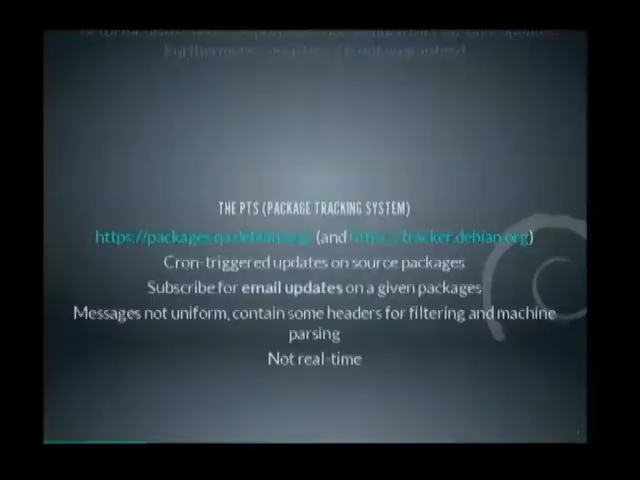 THE PTS (PACKAGE TRACKING SYSTEM)
https://packages.qa.debian.org/ (and https://tracker.debian.org)
Cron-triggered updates on source packages
Subscribe for email updates on a given packages
Messages not uniform, contain some headers for filtering and machine
parsing
Not real-time